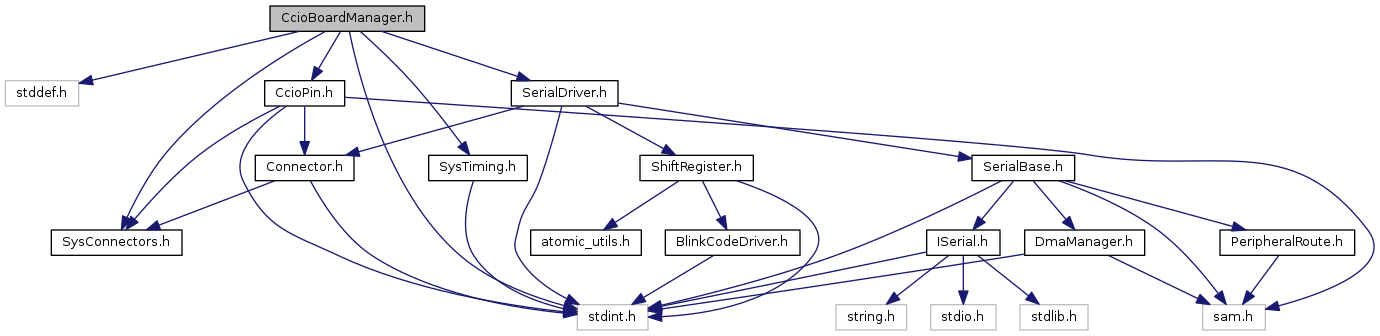 CcioBoardManager.h
stddef.h
CcioPin.h
SerialDriver.h
Connector.h
SysTiming.h
ShiftRegister.h
SerialBase.h
SysConnectors.h
atomic_utils.h
BlinkCodeDriver.h
ISerial.h
DmaManager.h
PeripheralRoute.h
stdint.h
string.h
stdio.h
stdlib.h
sam.h